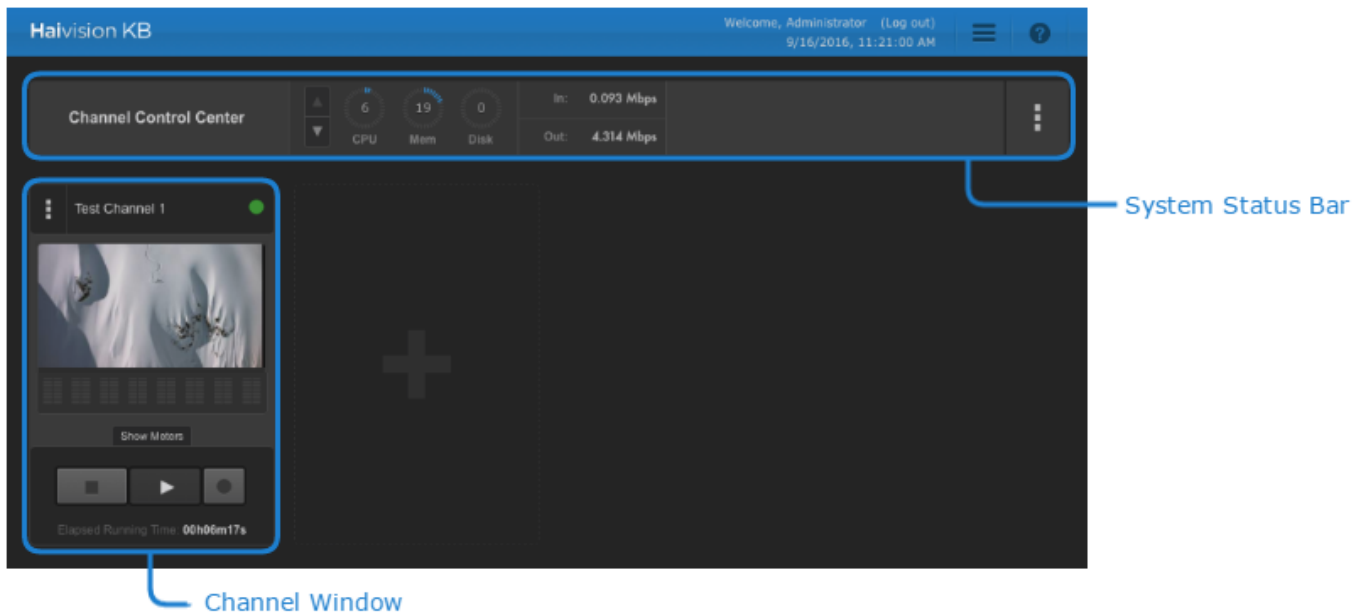 Haivision KB
Welcome, Administrator (Log out)
9/16/2016, 11:21:00 AM
Channel Control Center
6
CPU
19
Mem
0
Disk
In: 0.093 Mbps
Out: 4.314 Mbps
System Status Bar
Test Channel 1
Show Meters
Elapsed Running Time: 00h06m17s
Channel Window